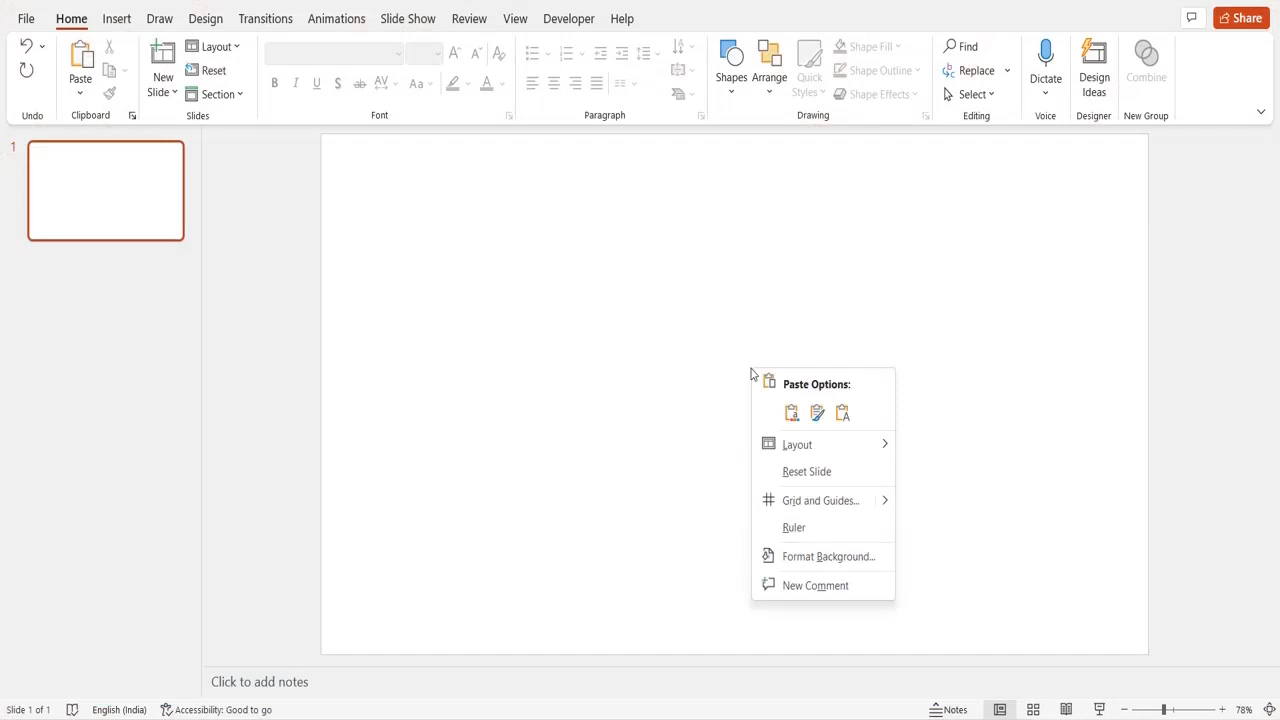 File Home Insert Draw Design Transitions Animations Slide Show Review View Developer Help Share
Paste
New
Slide
Layout
Reset
Section
Aa
Shapes
Arrange
Quick
Styles
Shape Fill
Shape Outline
Shape Effects
Find
Replace
Select
Dictate
Design
Ideas
Combine
Undo Clipboard Slides Font Paragraph Drawing Editing Voice Designer New Group
1
Paste Options:
Layout
Reset Slide
Grid and Guides...
Ruler
Format Background...
New Comment
Click to add notes
Slide 1 of 1 English (India) Accessibility: Good to go Notes 78%